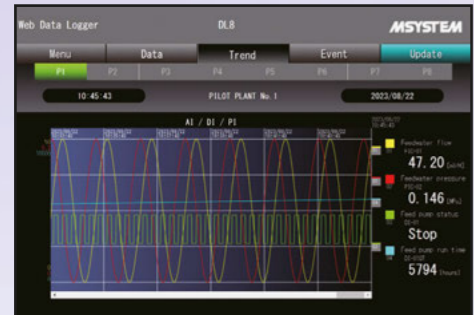 Web Data Logger
DL8
MSYSTEM
Menu
Data
Trend
Event
Update
P1
P2
P3
P4
P5
P6
P7
P8
10:45:43
PILOT PLANT No. 1
2023/08/22
AI / DI / PI
Feedwater flow
47.20
Feedwater pressure
0.146
Feed pump status
Stop
Feed pump run time
5794